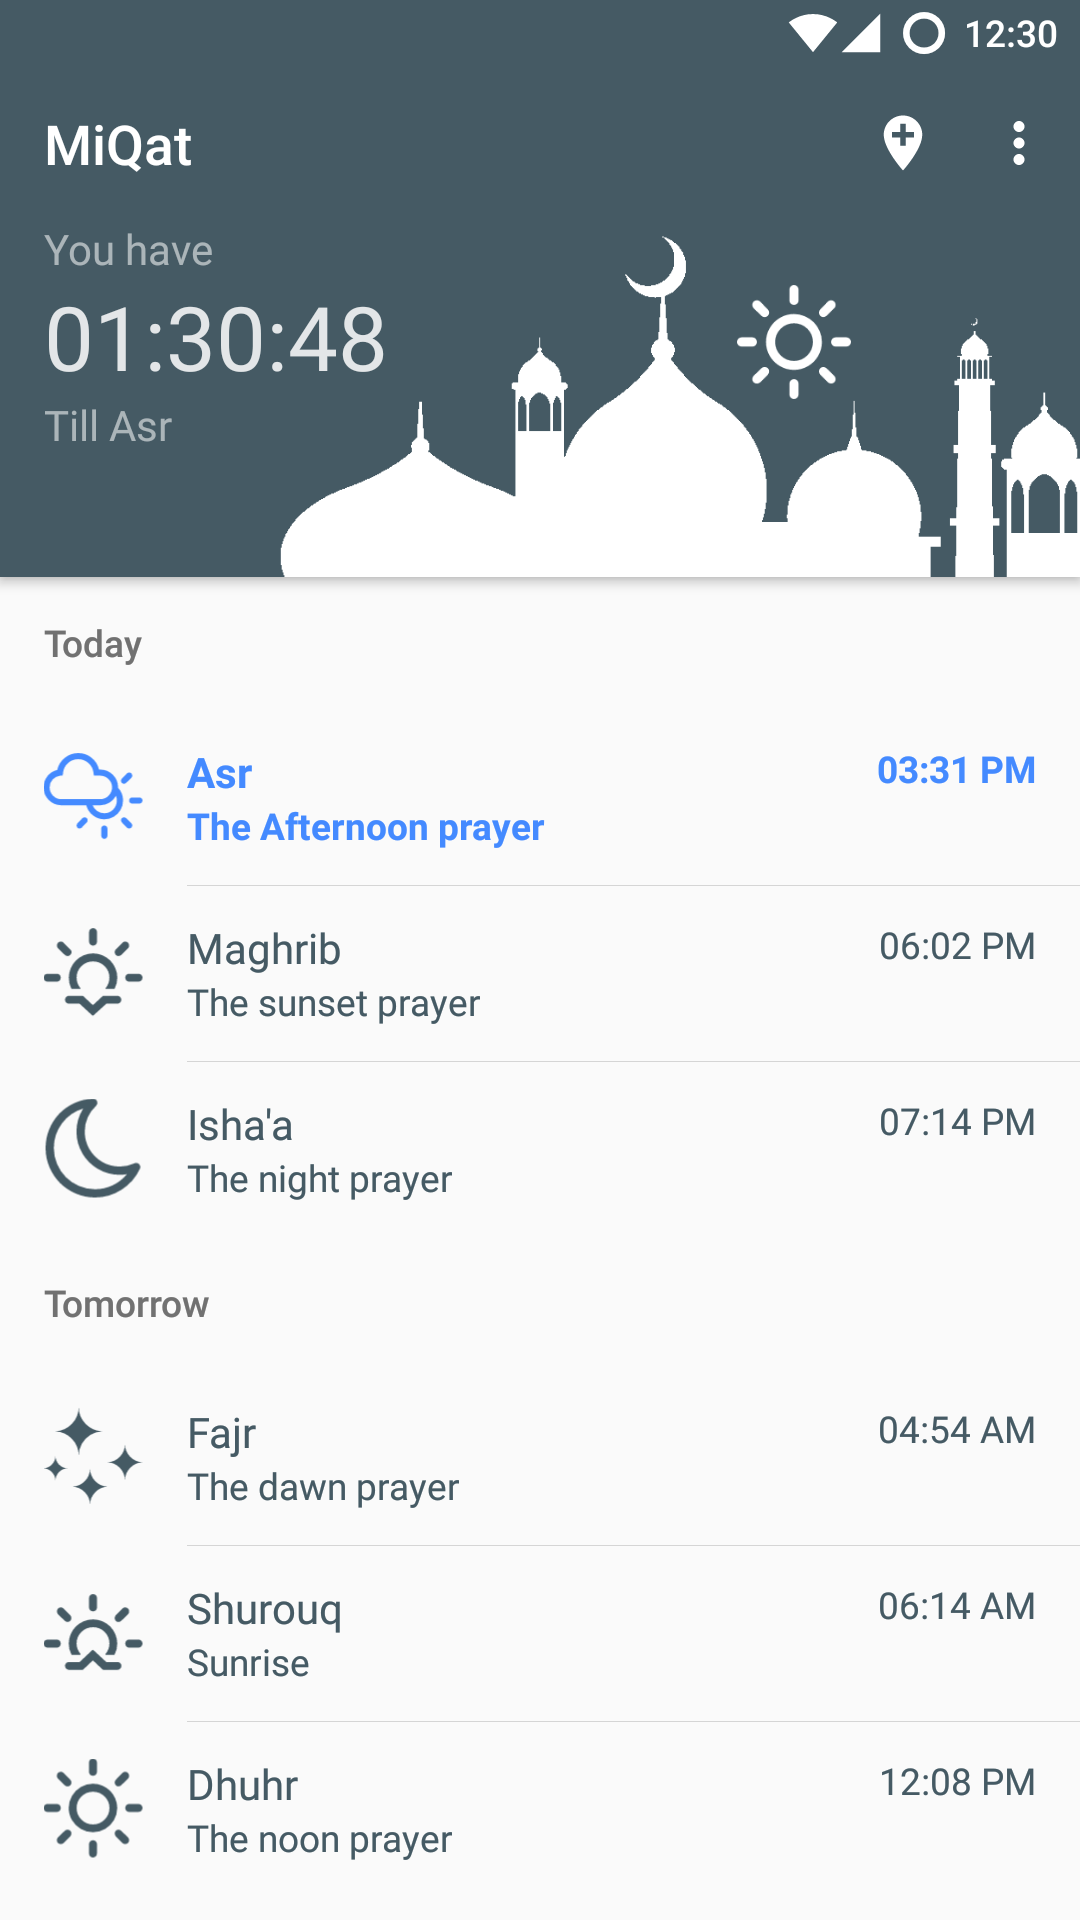 12:30
MiQat
You have
01:30:48
Till Asr
Today
Asr
03:31 PM
The Afternoon prayer
Maghrib
06:02 PM
The sunset prayer
Isha'a
07:14 PM
The night prayer
Tomorrow
Fajr
04:54 AM
The dawn prayer
Shurouq
06:14 AM
Sunrise
Dhuhr
12:08 PM
The noon prayer